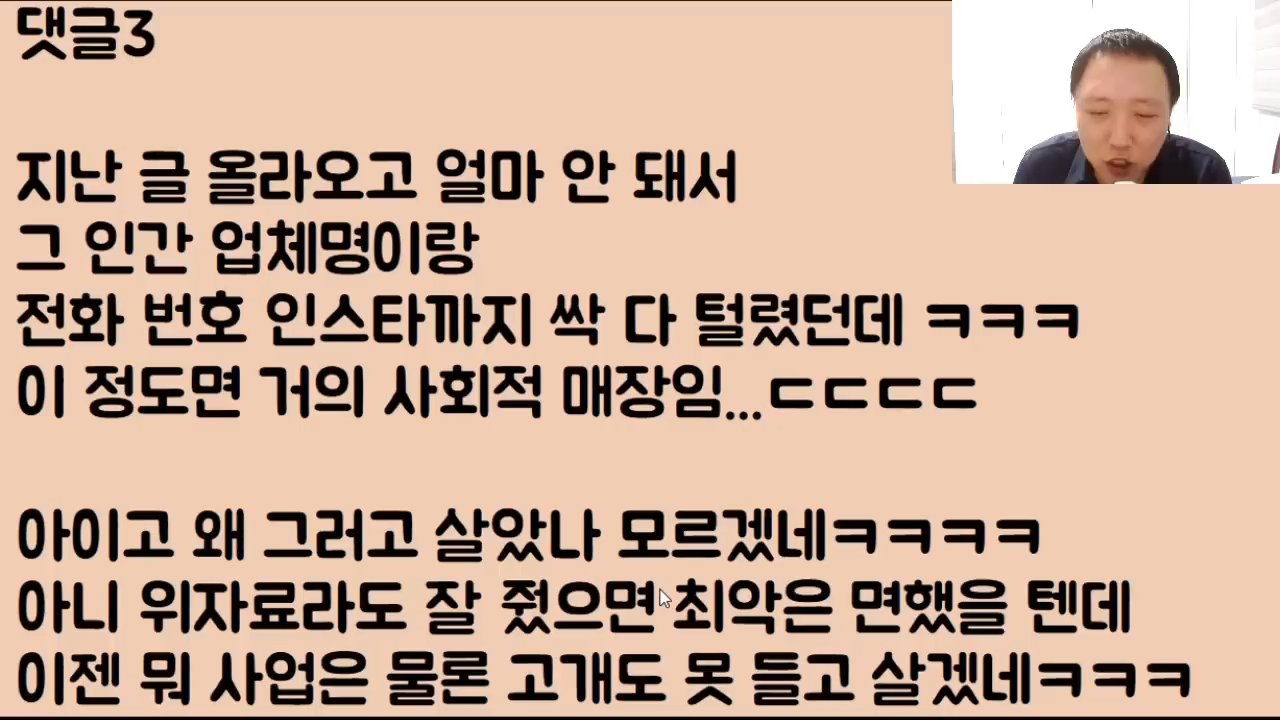 댓글3
지난 글 올라오고 얼마 안 돼서
그 인간 업체명이랑
전화 번호 인스타까지 싹 다 털렸던데 ㅋㅋㅋ
이 정도면 거의 사회적 매장임...ㄷㄷㄷㄷ
아이고 왜 그러고 살았나 모르겠네ㅋㅋㅋㅋ
아니 위자료라도 잘 줬으면 최악은 면했을 텐데
이젠 뭐 사업은 물론 고개도 못 들고 살겠네ㅋㅋㅋ